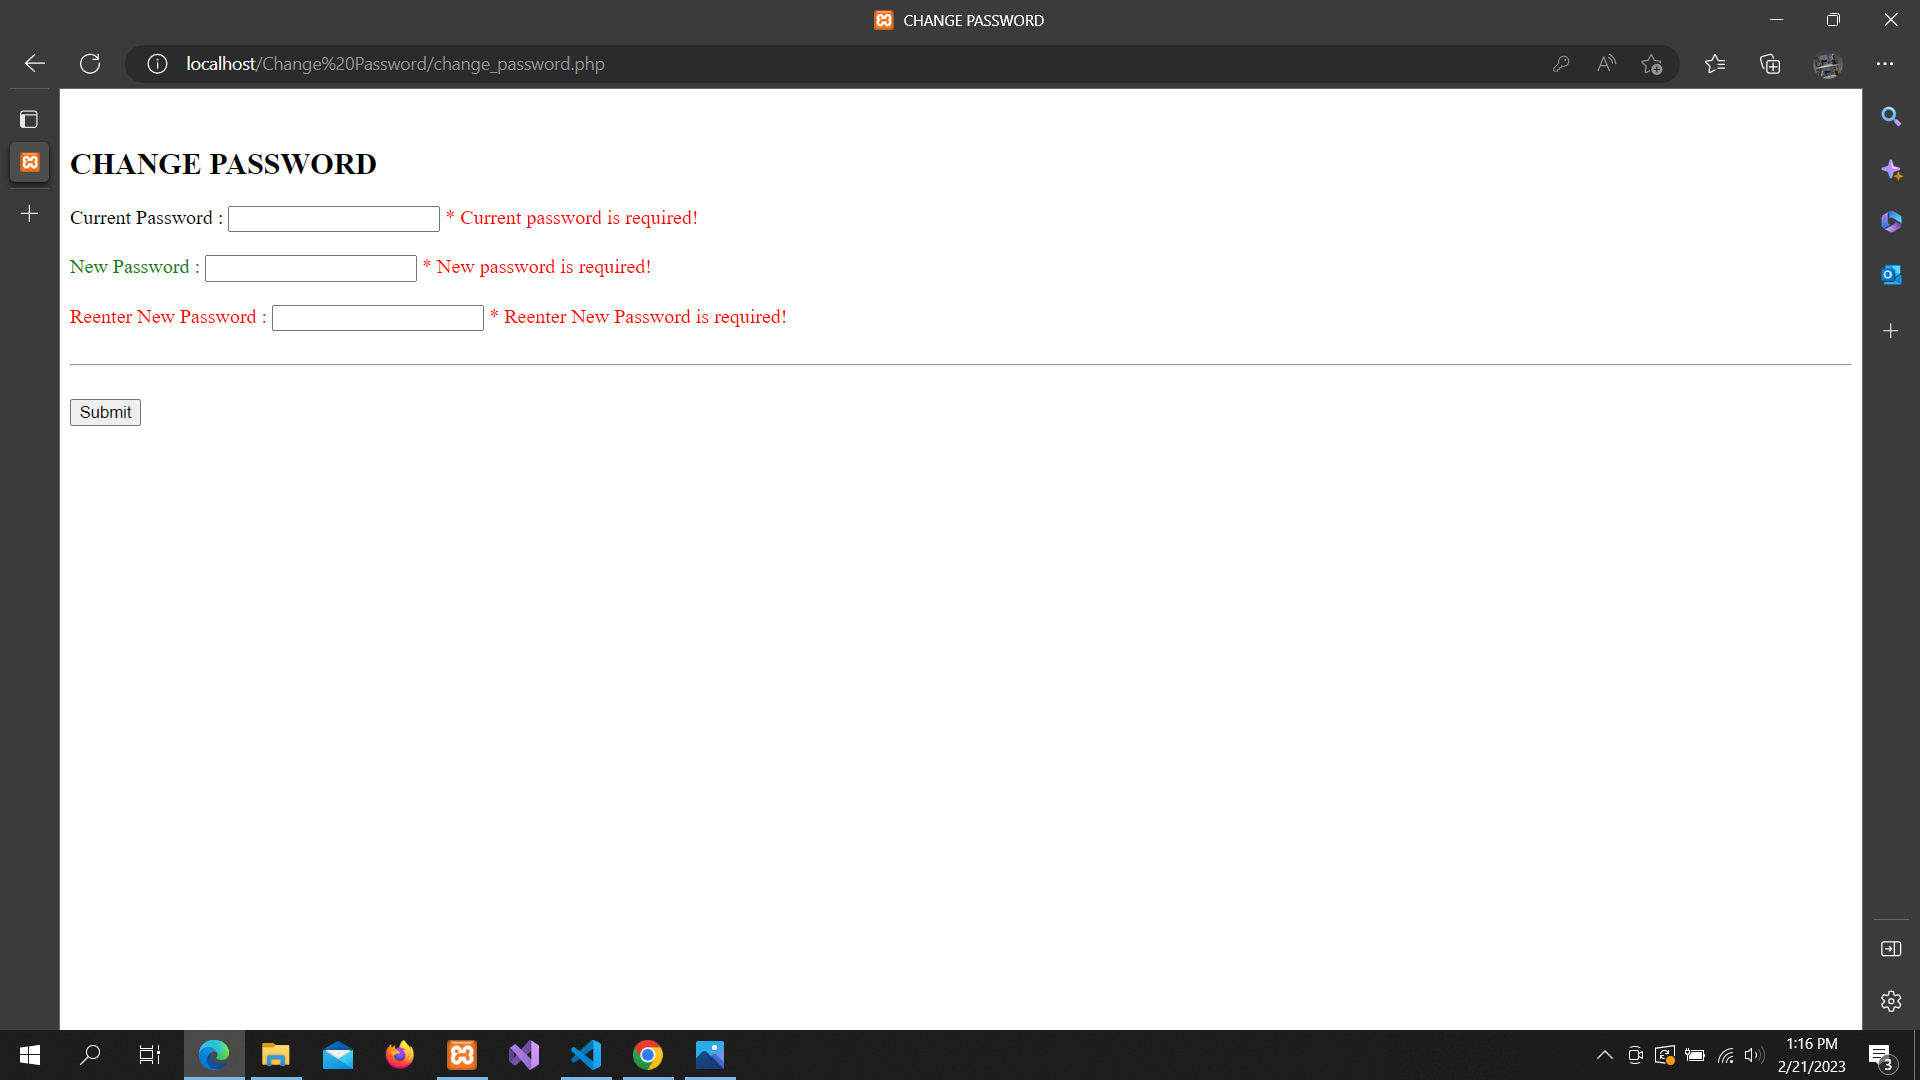 CHANGE PASSWORD
localhost/Change%20Password/change_password.php
CHANGE PASSWORD
Current Password : * Current password is required!
New Password : * New password is required!
Reenter New Password : * Reenter New Password is required!
Submit
1:16 PM
2/21/2023
3